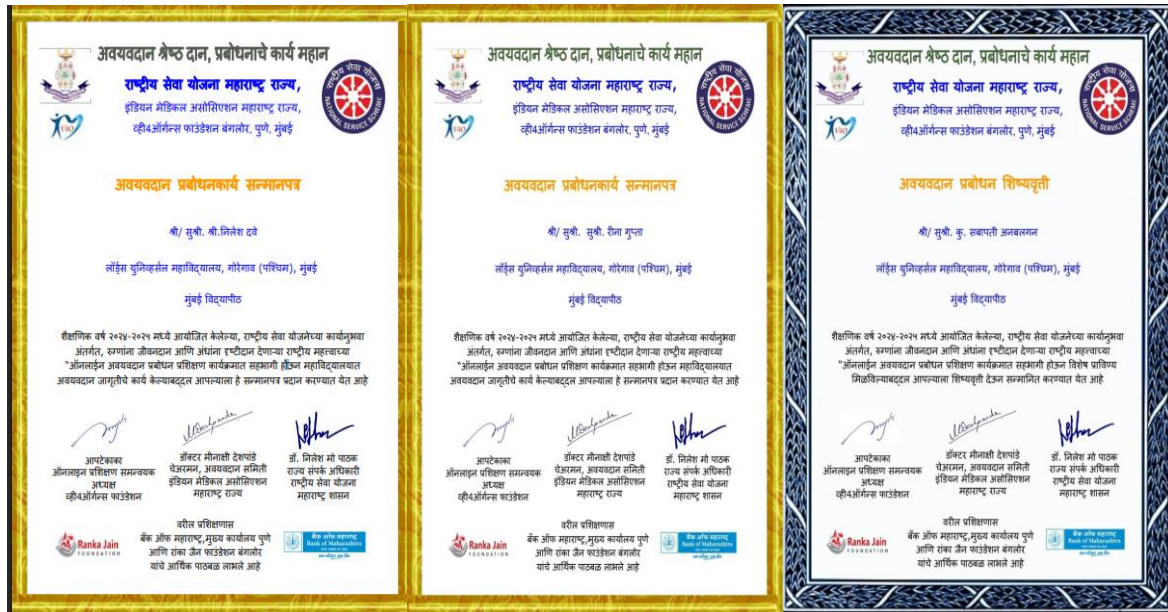 अवयवदान श्रेष्ठ दान, प्रबोधनाचे कार्य महान
राष्ट्रीय सेवा योजना महाराष्ट्र राज्य,
इंडियन मेडिकल असोसिएशन महाराष्ट्र राज्य,
व्ही4ऑर्गन्स फाउंडेशन बंगलोर, पुणे, मुंबई
राष्ट्रीय सेवा योजना
NATIONAL SERVICE SCHEME
अवयवदान प्रबोधनकार्य सन्मानपत्र
श्री/ सुश्री. श्री.निलेश दवे
लॉर्ड्स युनिव्हर्सल महाविद्यालय, गोरेगाव (पश्चिम), मुंबई
मुंबई विद्यापीठ
शैक्षणिक वर्ष २०२४-२०२५ मध्ये आयोजित केलेल्या, राष्ट्रीय सेवा योजनेच्या कार्यानुभवा
अंतर्गत, रुग्णांना जीवनदान आणि अंधांना दृष्टीदान देणाऱ्या राष्ट्रीय महत्वाच्या
"ऑनलाईन अवयवदान प्रबोधन प्रशिक्षण कार्यक्रमात सहभागी होऊन महाविद्यालयात
अवयवदान जागृतीचे कार्य केल्याबद्दल आपल्याला हे सन्मानपत्र प्रदान करण्यात येत आहे
आपटेकाका
ऑनलाइन प्रशिक्षण समन्वयक
अध्यक्ष
व्ही4ऑर्गन्स फाउंडेशन
डॉक्टर मीनाक्षी देशपांडे
चेअरमन, अवयवदान समिती
इंडियन मेडिकल असोसिएशन
महाराष्ट्र राज्य
डॉ. निलेश मो पाठक
राज्य संपर्क अधिकारी
राष्ट्रीय सेवा योजना
महाराष्ट्र शासन
Ranka Jain
FOUNDATION
वरील प्रशिक्षणास
बँक ऑफ महाराष्ट्र,मुख्य कार्यालय पुणे
आणि रांका जैन फाउंडेशन बंगलोर
यांचे आर्थिक पाठबळ लाभले आहे
बैंक ऑफ महाराष्ट्र
Bank of Maharashtra
अवयवदान श्रेष्ठ दान, प्रबोधनाचे कार्य महान
राष्ट्रीय सेवा योजना महाराष्ट्र राज्य,
इंडियन मेडिकल असोसिएशन महाराष्ट्र राज्य,
व्ही4ऑर्गन्स फाउंडेशन बंगलोर, पुणे, मुंबई
राष्ट्रीय सेवा योजना
NATIONAL SERVICE SCHEME
अवयवदान प्रबोधनकार्य सन्मानपत्र
श्री/ सुश्री. सुश्री. रीना गुप्ता
लॉर्ड्स युनिव्हर्सल महाविद्यालय, गोरेगाव (पश्चिम), मुंबई
मुंबई विद्यापीठ
शैक्षणिक वर्ष २०२४-२०२५ मध्ये आयोजित केलेल्या, राष्ट्रीय सेवा योजनेच्या कार्यानुभवा
अंतर्गत, रुग्णांना जीवनदान आणि अंधांना दृष्टीदान देणाऱ्या राष्ट्रीय महत्वाच्या
"ऑनलाईन अवयवदान प्रबोधन प्रशिक्षण कार्यक्रमात सहभागी होऊन महाविद्यालयात
अवयवदान जागृतीचे कार्य केल्याबद्दल आपल्याला हे सन्मानपत्र प्रदान करण्यात येत आहे
आपटेकाका
ऑनलाइन प्रशिक्षण समन्वयक
अध्यक्ष
व्ही4ऑर्गन्स फाउंडेशन
डॉक्टर मीनाक्षी देशपांडे
चेअरमन, अवयवदान समिती
इंडियन मेडिकल असोसिएशन
महाराष्ट्र राज्य
डॉ. निलेश मो पाठक
राज्य संपर्क अधिकारी
राष्ट्रीय सेवा योजना
महाराष्ट्र शासन
Ranka Jain
FOUNDATION
वरील प्रशिक्षणास
बँक ऑफ महाराष्ट्र,मुख्य कार्यालय पुणे
आणि रांका जैन फाउंडेशन बंगलोर
यांचे आर्थिक पाठबळ लाभले आहे
बैंक ऑफ महाराष्ट्र
Bank of Maharashtra
अवयवदान श्रेष्ठ दान, प्रबोधनाचे कार्य महान
राष्ट्रीय सेवा योजना महाराष्ट्र राज्य,
इंडियन मेडिकल असोसिएशन महाराष्ट्र राज्य,
व्ही4ऑर्गन्स फाउंडेशन बंगलोर, पुणे, मुंबई
राष्ट्रीय सेवा योजना
NATIONAL SERVICE SCHEME
अवयवदान प्रबोधन शिष्यवृत्ती
श्री/ सुश्री. कु. सबापती अनबलगन
लॉर्ड्स युनिव्हर्सल महाविद्यालय, गोरेगाव (पश्चिम), मुंबई
मुंबई विद्यापीठ
शैक्षणिक वर्ष २०२४-२०२५ मध्ये आयोजित केलेल्या, राष्ट्रीय सेवा योजनेच्या कार्यानुभवा
अंतर्गत, रुग्णांना जीवनदान आणि अंधांना दृष्टीदान देणाऱ्या राष्ट्रीय महत्वाच्या
"ऑनलाईन अवयवदान प्रबोधन प्रशिक्षण कार्यक्रमात सहभागी होऊन विशेष प्राविण्य
मिळविल्याबद्दल आपल्याला शिष्यवृत्ती देऊन सन्मानित करण्यात येत आहे
आपटेकाका
ऑनलाइन प्रशिक्षण समन्वयक
अध्यक्ष
व्ही4ऑर्गन्स फाउंडेशन
डॉक्टर मीनाक्षी देशपांडे
चेअरमन, अवयवदान समिती
इंडियन मेडिकल असोसिएशन
महाराष्ट्र राज्य
डॉ. निलेश मो पाठक
राज्य संपर्क अधिकारी
राष्ट्रीय सेवा योजना
महाराष्ट्र शासन
Ranka Jain
FOUNDATION
वरील प्रशिक्षणास
बँक ऑफ महाराष्ट्र,मुख्य कार्यालय पुणे
आणि रांका जैन फाउंडेशन बंगलोर
यांचे आर्थिक पाठबळ लाभले आहे
बैंक ऑफ महाराष्ट्र
Bank of Maharashtra